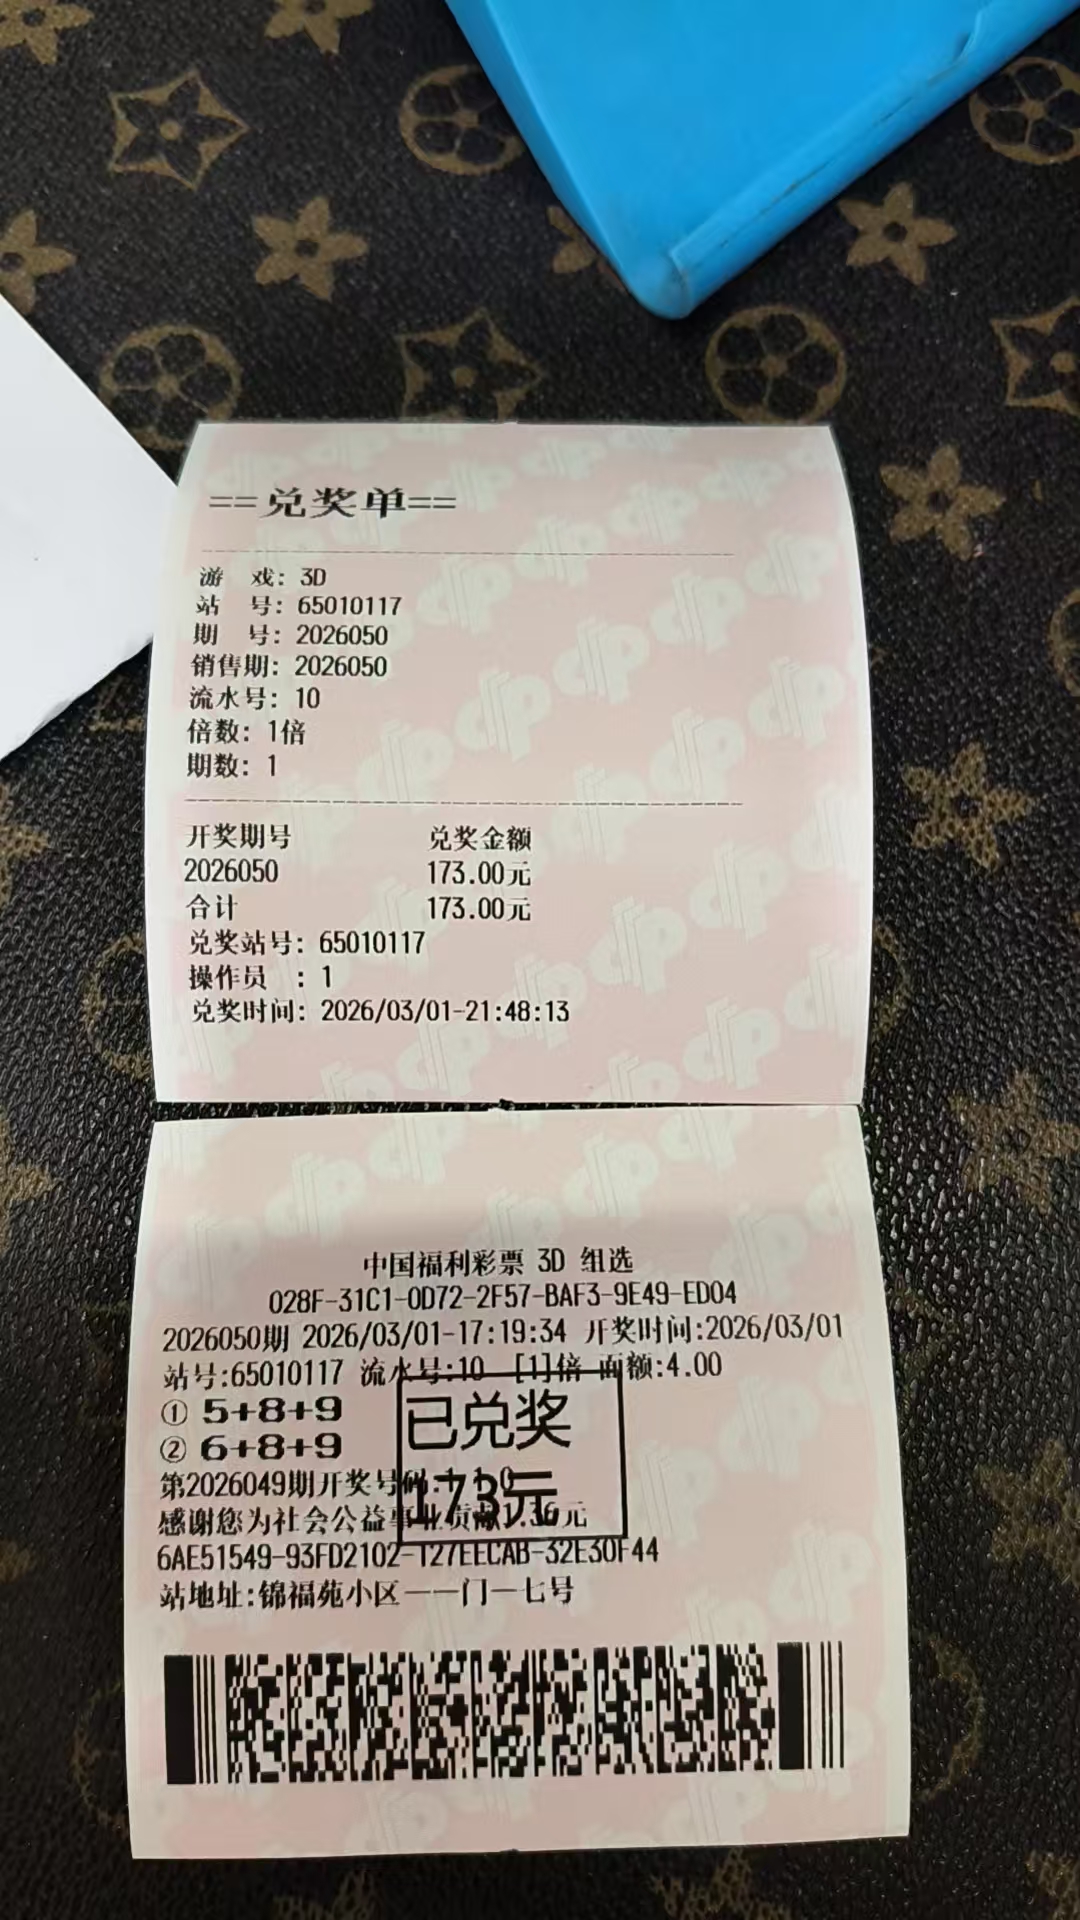 ==兑奖单==
游 戏: 3D
站 号: 65010117
期 号: 2026050
销售期: 2026050
流水号: 10
倍数: 1倍
期数: 1
开奖期号 兑奖金额
2026050 173.00元
合计 173.00元
兑奖站号: 65010117
操作员 : 1
兑奖时间: 2026/03/01-21:48:13
中国福利彩票 3D 组选
028F-31C1-0D72-2F57-BAF3-9E49-ED04
2026050期 2026/03/01-17:19:34 开奖时间:2026/03/01
站号:65010117 流水号:10 [1]倍 面额:4.00
① 5+8+9
② 6+8+9
已兑奖
173元
第2026049期开奖号码:
感谢您为社会公益事业贡献1.36元
6AE51549-93FD2102-127EECAB-32E30F44
站地址:锦福苑小区一一门一七号